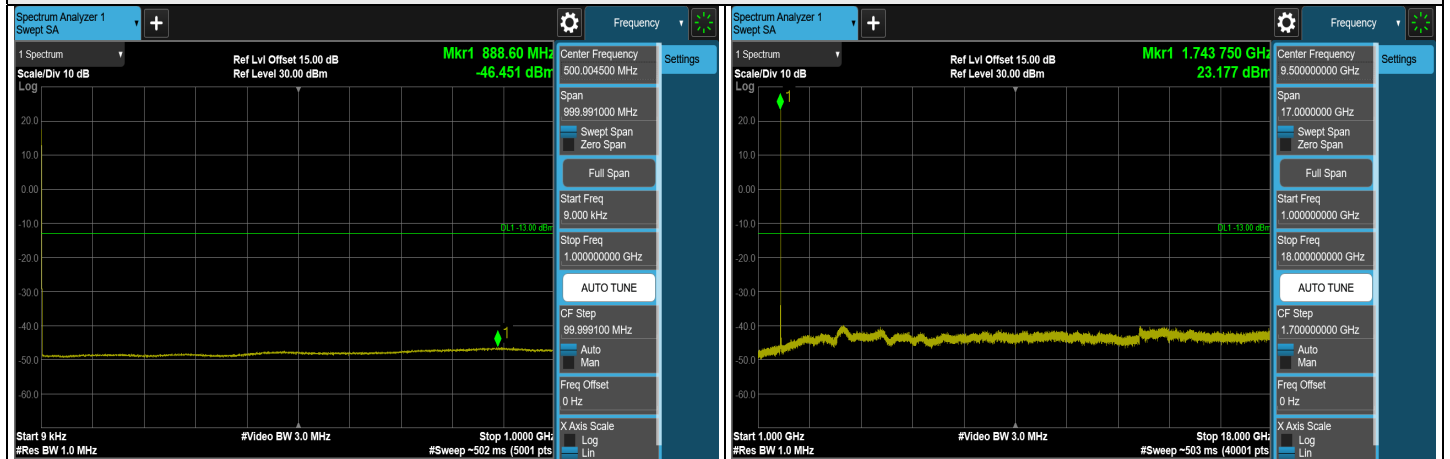 Spectrum Analyzer 1
Swept SA
+
Frequency
1 Spectrum
Scale/Div 10 dB
Log
Ref Lvl Offset 15.00 dB
Ref Level 30.00 dBm
Mkr1 888.60 MHz
-46.451 dBm
20.0
10.0
0.00
-10.0
-20.0
-30.0
-40.0
-50.0
-60.0
DL1 -13.00 dBm
1
Start 9 kHz
#Res BW 1.0 MHz
#Video BW 3.0 MHz
Stop 1.0000 GHz
#Sweep ~502 ms (5001 pts
Center Frequency
500.004500 MHz
Settings
Span
999.991000 MHz
Swept Span
Zero Span
Full Span
Start Freq
9.000 kHz
Stop Freq
1.000000000 GHz
AUTO TUNE
CF Step
99.999100 MHz
Auto
Man
Freq Offset
0 Hz
X Axis Scale
Log
Lin
Spectrum Analyzer 1
Swept SA
+
Frequency
1 Spectrum
Scale/Div 10 dB
Log
Ref Lvl Offset 15.00 dB
Ref Level 30.00 dBm
Mkr1 1.743 750 GHz
23.177 dBm
1
20.0
10.0
0.00
-10.0
-20.0
-30.0
-40.0
-50.0
-60.0
DL1 -13.00 dBm
Start 1.000 GHz
#Res BW 1.0 MHz
#Video BW 3.0 MHz
Stop 18.000 GHz
#Sweep ~503 ms (40001 pts
Center Frequency
9.500000000 GHz
Settings
Span
17.0000000 GHz
Swept Span
Zero Span
Full Span
Start Freq
1.000000000 GHz
Stop Freq
18.000000000 GHz
AUTO TUNE
CF Step
1.700000000 GHz
Auto
Man
Freq Offset
0 Hz
X Axis Scale
Log
Lin